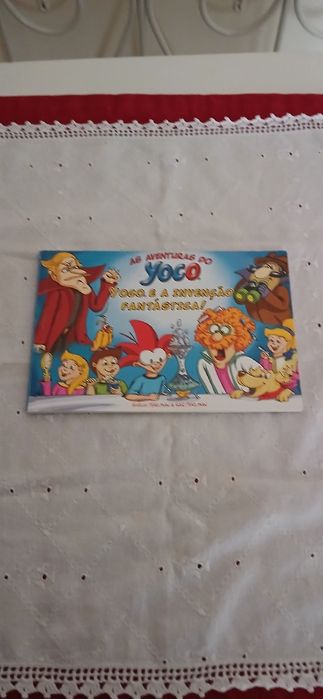 AS AVENTURAS DO
YOGO
YOGO E A INVENÇÃO
FANTÁSTICA!